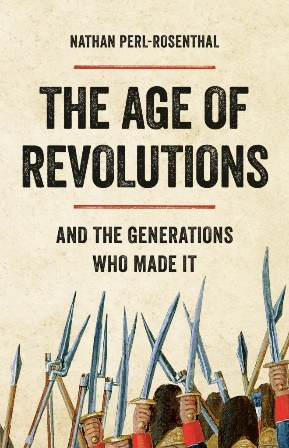 NATHAN PERL-ROSENTHAL
THE AGE OF
REVOLUTIONS
AND THE GENERATIONS
WHO MADE IT